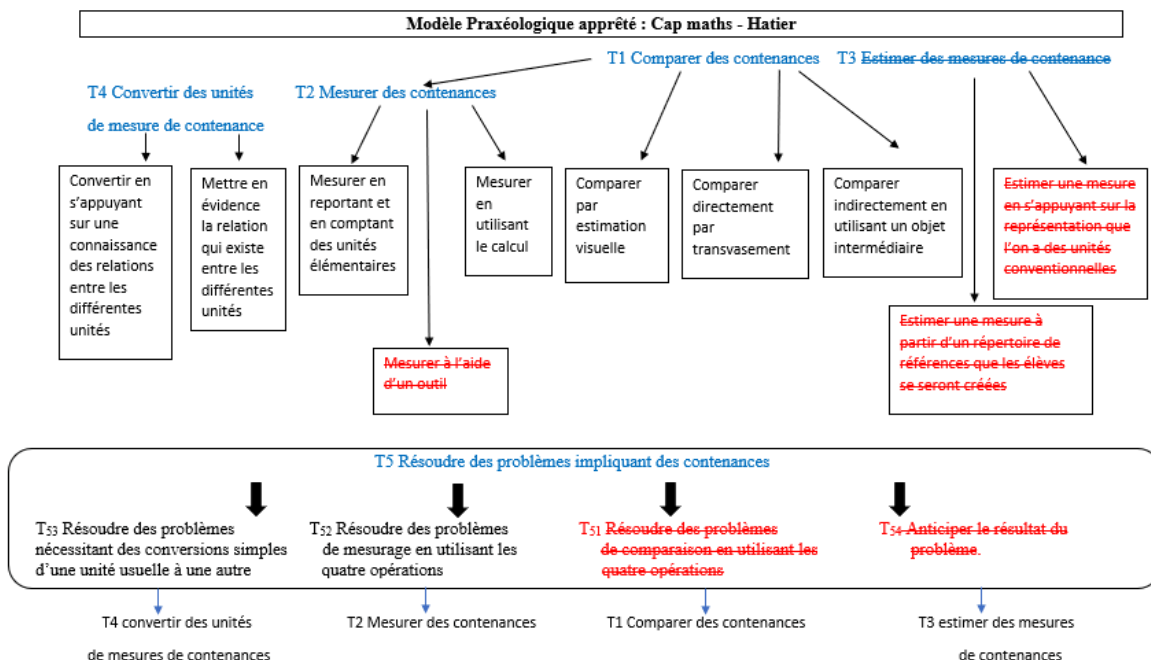 Modèle Praxéologique apprêté : Cap maths - Hatier
T1 Comparer des contenances
T3 Estimer des mesures de contenance
T4 Convertir des unités
de mesure de contenance
T2 Mesurer des contenances
Convertir en
s'appuyant
sur une
connaissance
des relations
entre les
différentes
unités
Mettre en
évidence
la relation
qui existe
entre les
différentes
unités
Mesurer en
reportant et
en comptant
des unités
élémentaires
Mesurer
en
utilisant
le calcul
Comparer
par
estimation
visuelle
Comparer
directement
par
transvasement
Comparer
indirectement en
utilisant un objet
intermédiaire
Estimer une mesure
en s'appuyant sur la
représentation que
l'on a des unités
conventionnelles
Mesurer à l'aide
d'un outil
Estimer une mesure à
partir d'un répertoire de
références que les élèves
se seront créées
T5 Résoudre des problèmes impliquant des contenances
T53 Résoudre des problèmes
nécessitant des conversions simples
d'une unité usuelle à une autre
T52 Résoudre des problèmes
de mesurage en utilisant les
quatre opérations
T51 Résoudre des problèmes
de comparaison en utilisant les
quatre opérations
T54 Anticiper le résultat du
problème.
T4 convertir des unités
de mesures de contenances
T2 Mesurer des contenances
T1 Comparer des contenances
T3 estimer des mesures
de contenances